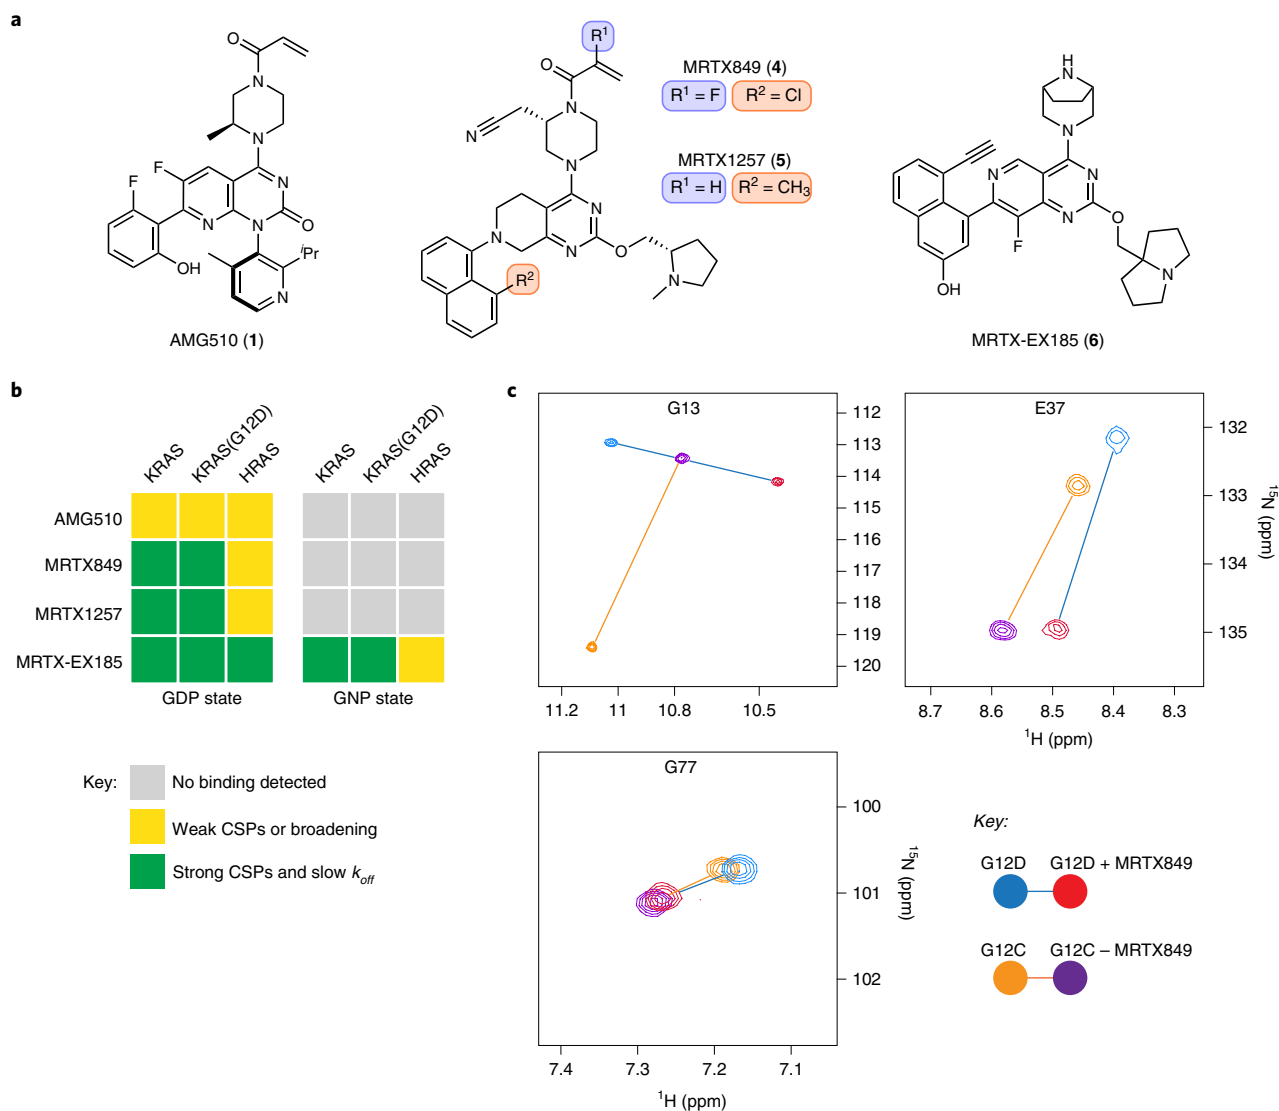 a
O
N
N
F
F
N
N
N
O
N
OH
iPr
N
AMG510 (1)
R1
O
N
N
N
N
N
N
O
R2
N
MRTX849 (4)
R1 = F R2 = Cl
MRTX1257 (5)
R1 = H R2 = CH3
H
N
N
N
N
N
F
O
OH
N
MRTX-EX185 (6)
b
KRAS KRAS(G12D) HRAS KRAS KRAS(G12D) HRAS
AMG510
MRTX849
MRTX1257
MRTX-EX185
GDP state GNP state
Key: No binding detected
Weak CSPs or broadening
Strong CSPs and slow koff
c
G13
112
113
114
115
116
117
118
119
120
11.2 11 10.8 10.5
E37
132
133
134
135
15N (ppm)
8.7 8.6 8.5 8.4 8.3
1H (ppm)
G77
100
101
102
15N (ppm)
7.4 7.3 7.2 7.1
1H (ppm)
Key:
G12D G12D + MRTX849
G12C G12C – MRTX849